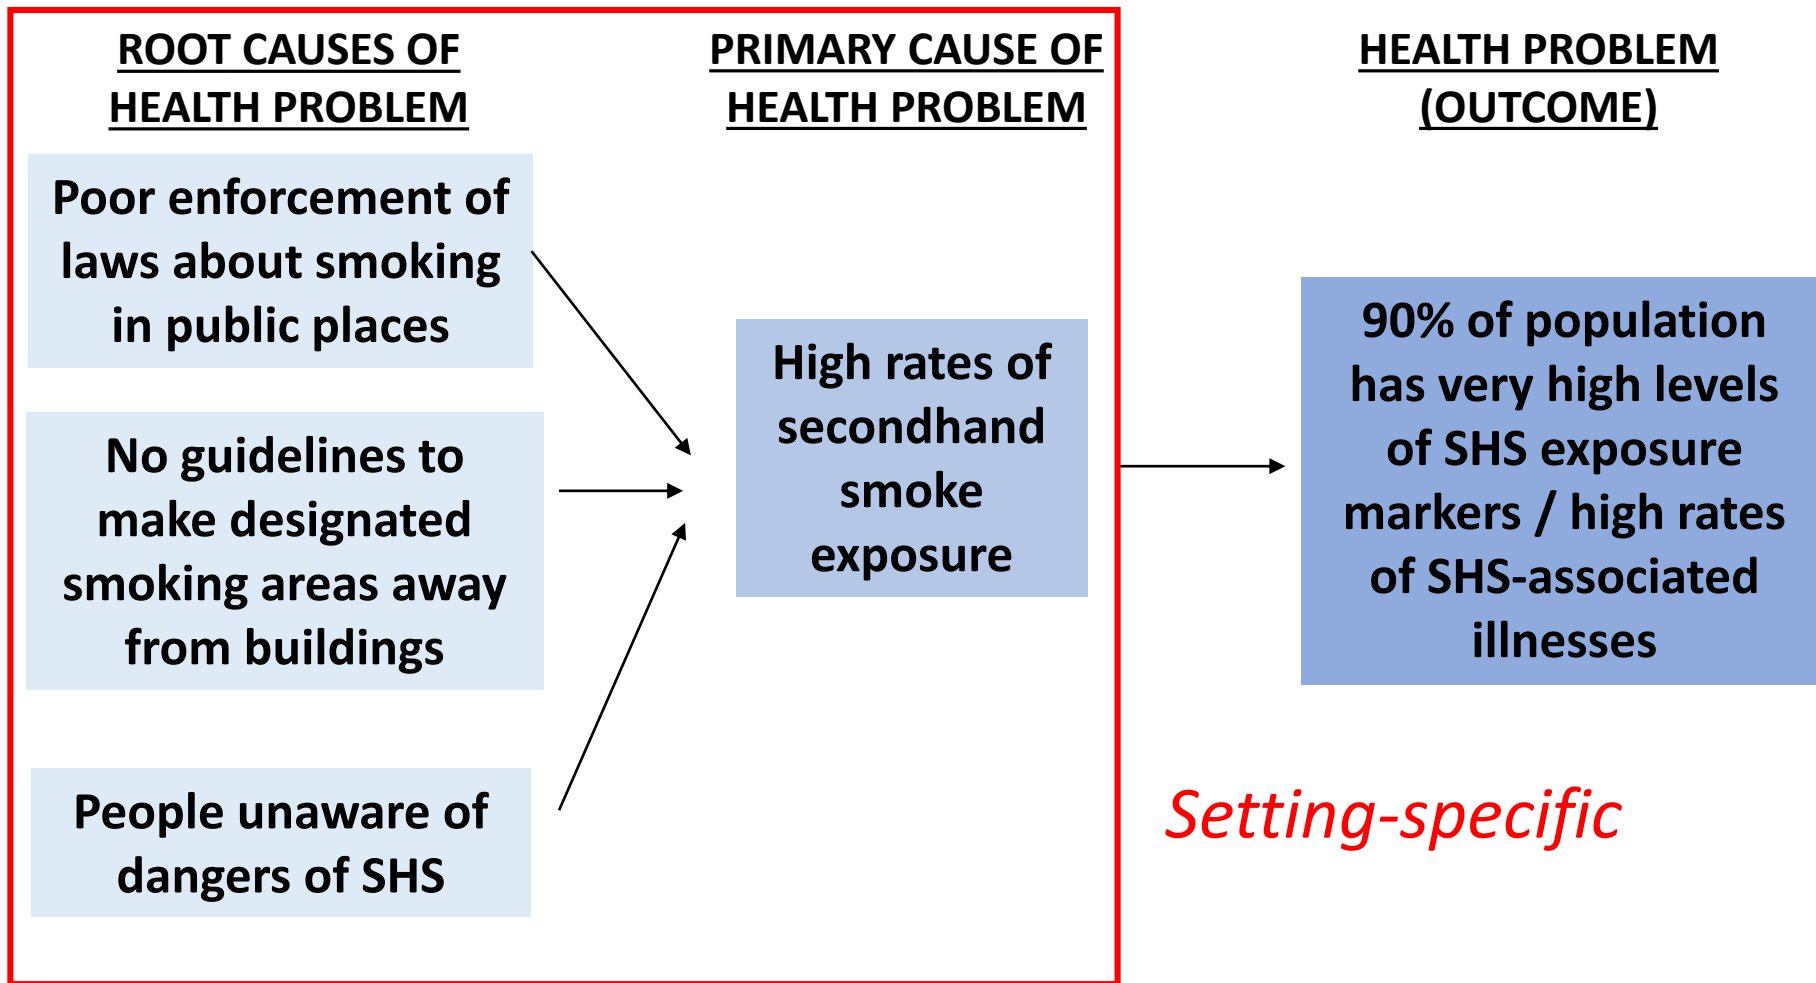 ROOT CAUSES OF
HEALTH PROBLEM
Poor enforcement of
laws about smoking
in public places
No guidelines to
make designated
smoking areas away
from buildings
People unaware of
dangers of SHS
PRIMARY CAUSE OF
HEALTH PROBLEM
High rates of
secondhand
smoke
exposure
HEALTH PROBLEM
(OUTCOME)
90% of population
has very high levels
of SHS exposure
markers / high rates
of SHS-associated
illnesses
Setting-specific